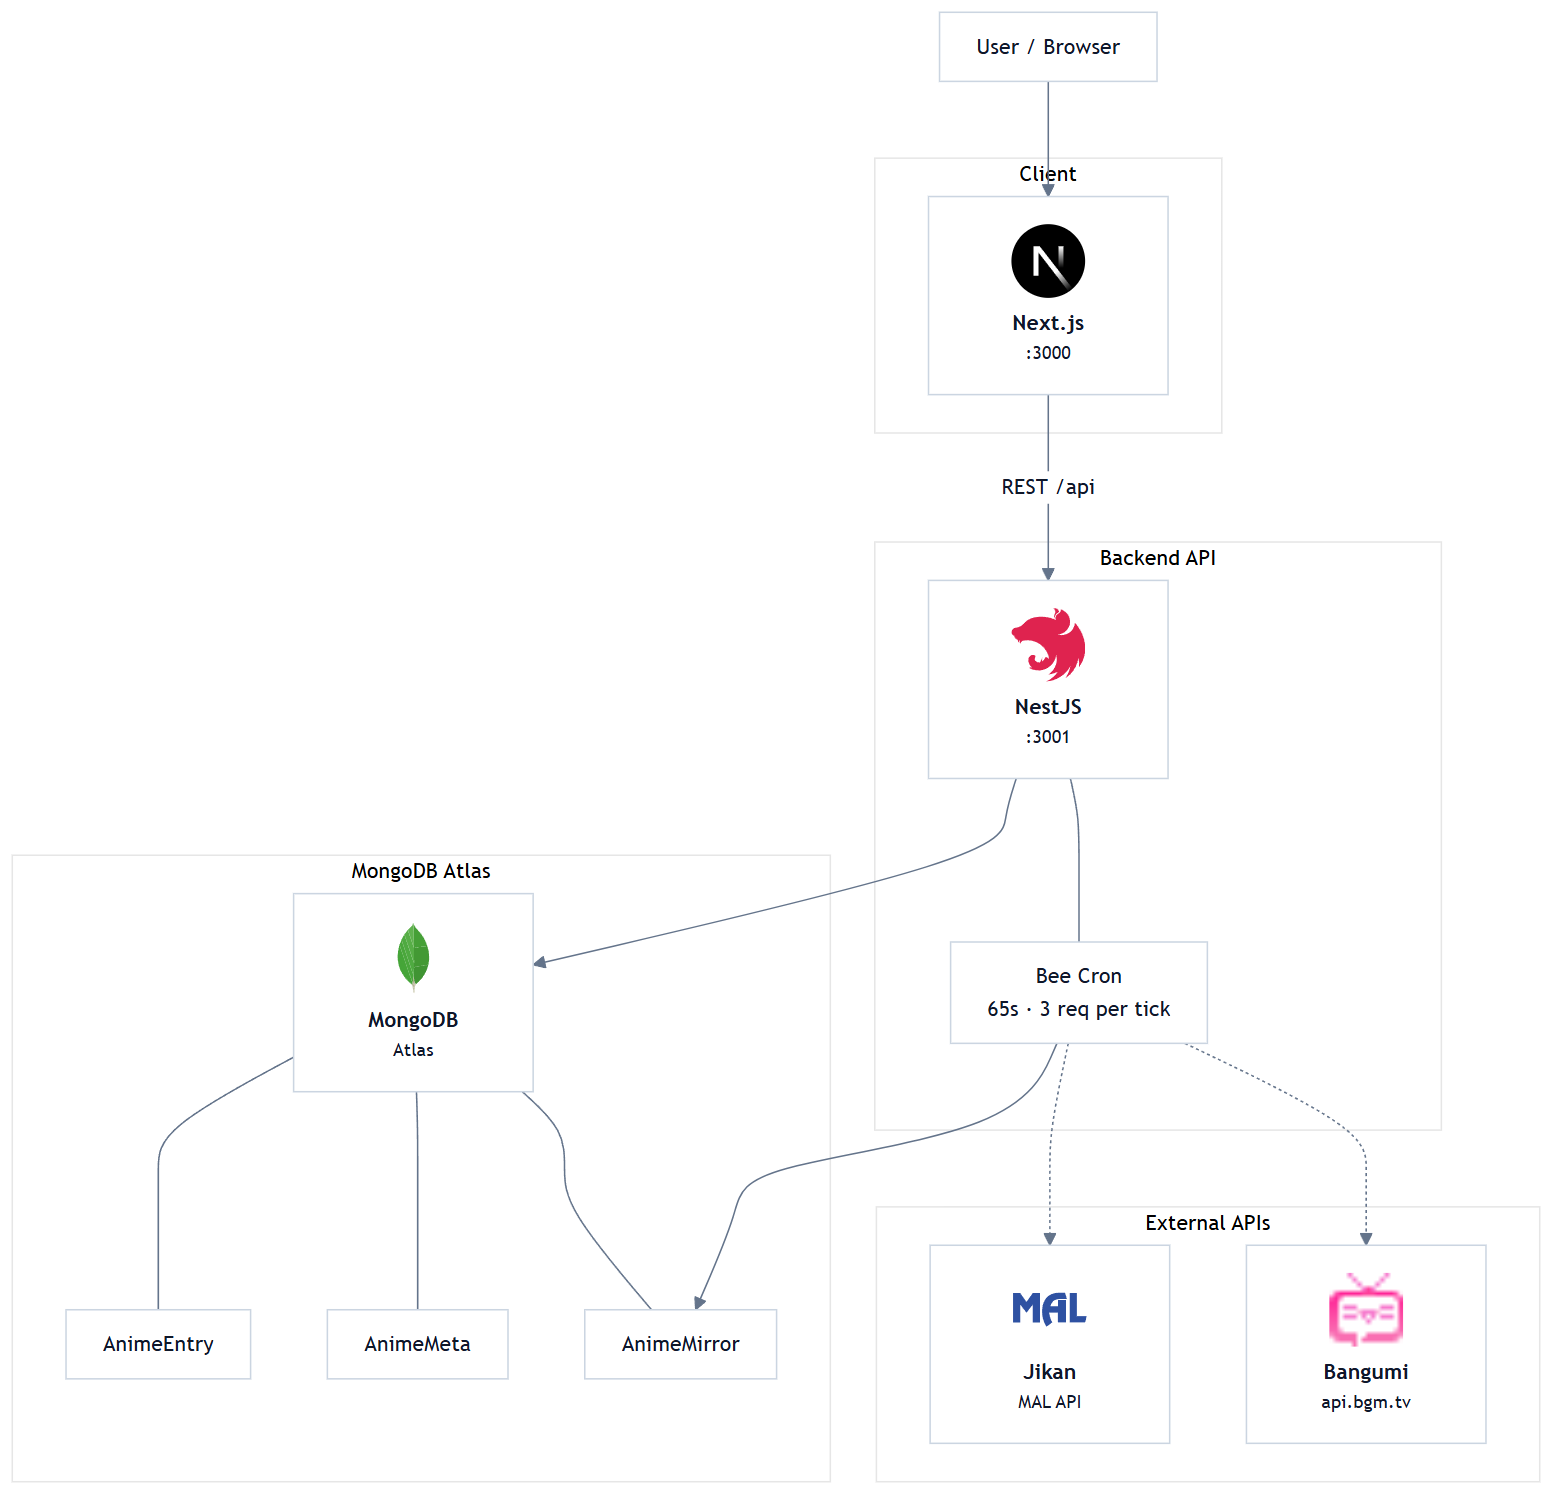 User / Browser
Client
N
Next.js
:3000
REST /api
Backend API
NestJS
:3001
MongoDB Atlas
MongoDB
Atlas
Bee Cron
65s · 3 req per tick
AnimeEntry
AnimeMeta
AnimeMirror
External APIs
MAL
Jikan
MAL API
Bangumi
api.bgm.tv